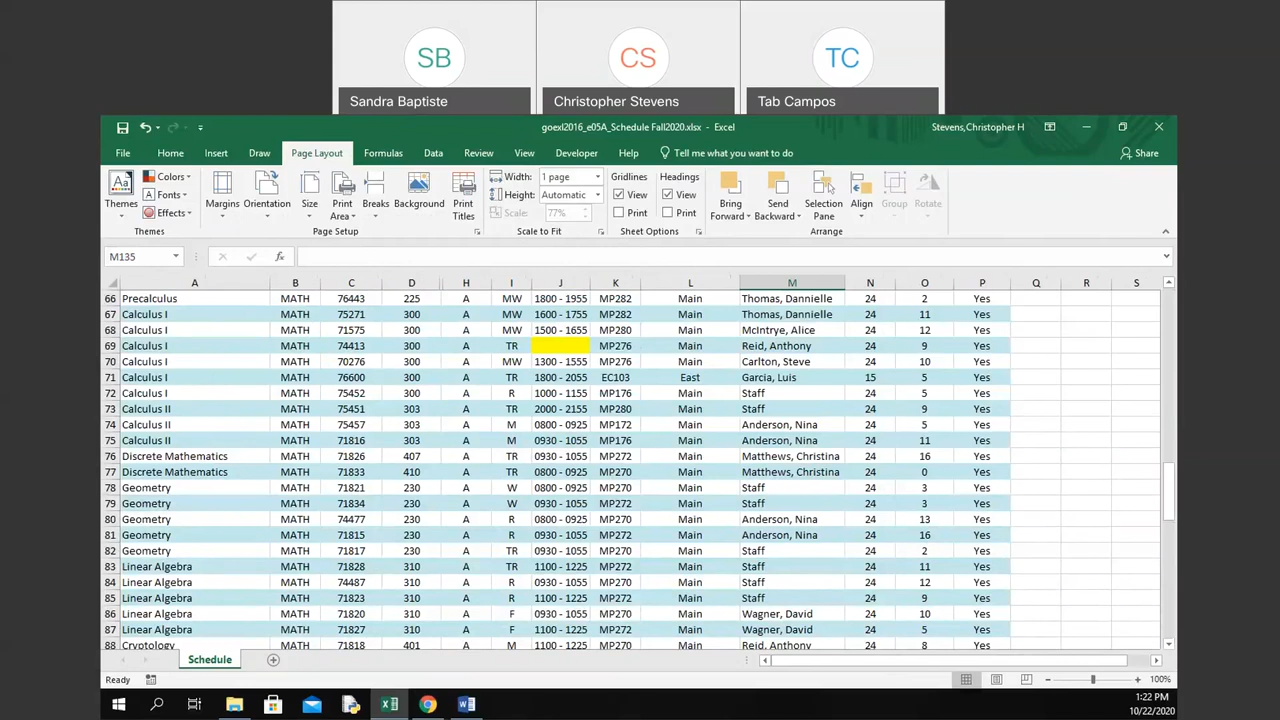 SB CS TC
Sandra Baptiste Christopher Stevens Tab Campos
goexl2016_e05A_Schedule Fall2020.xlsx - Excel Stevens,Christopher H
File Home Insert Draw Page Layout Formulas Data Review View Developer Help Tell me what you want to do Share
Themes Colors Fonts Effects Margins Orientation Size Print Area Breaks Background Print Titles Width: 1 page Height: Automatic Scale: 77% Gridlines View Print Headings View Print Bring Forward Send Backward Selection Pane Align Group Rotate
Themes Page Setup Scale to Fit Sheet Options Arrange
M135 fx
A B C D H I J K L M N O P Q R S
66 Precalculus MATH 76443 225 A MW 1800 - 1955 MP282 Main Thomas, Dannielle 24 2 Yes
67 Calculus I MATH 75271 300 A MW 1600 - 1755 MP282 Main Thomas, Dannielle 24 11 Yes
68 Calculus I MATH 71575 300 A MW 1500 - 1655 MP280 Main McIntrye, Alice 24 12 Yes
69 Calculus I MATH 74413 300 A TR MP276 Main Reid, Anthony 24 9 Yes
70 Calculus I MATH 70276 300 A MW 1300 - 1555 MP276 Main Carlton, Steve 24 10 Yes
71 Calculus I MATH 76600 300 A TR 1800 - 2055 EC103 East Garcia, Luis 15 5 Yes
72 Calculus I MATH 75452 300 A R 1000 - 1155 MP176 Main Staff 24 5 Yes
73 Calculus II MATH 75451 303 A TR 2000 - 2155 MP280 Main Staff 24 9 Yes
74 Calculus II MATH 75457 303 A M 0800 - 0925 MP172 Main Anderson, Nina 24 5 Yes
75 Calculus II MATH 71816 303 A M 0930 - 1055 MP176 Main Anderson, Nina 24 11 Yes
76 Discrete Mathematics MATH 71826 407 A TR 0930 - 1055 MP272 Main Matthews, Christina 24 16 Yes
77 Discrete Mathematics MATH 71833 410 A TR 0800 - 0925 MP270 Main Matthews, Christina 24 0 Yes
78 Geometry MATH 71821 230 A W 0800 - 0925 MP270 Main Staff 24 3 Yes
79 Geometry MATH 71834 230 A W 0930 - 1055 MP272 Main Staff 24 3 Yes
80 Geometry MATH 74477 230 A R 0800 - 0925 MP270 Main Anderson, Nina 24 13 Yes
81 Geometry MATH 71815 230 A R 0930 - 1055 MP272 Main Anderson, Nina 24 16 Yes
82 Geometry MATH 71817 230 A TR 0930 - 1055 MP270 Main Staff 24 2 Yes
83 Linear Algebra MATH 71828 310 A TR 1100 - 1225 MP272 Main Staff 24 11 Yes
84 Linear Algebra MATH 74487 310 A R 0930 - 1055 MP270 Main Staff 24 12 Yes
85 Linear Algebra MATH 71823 310 A R 1100 - 1225 MP272 Main Staff 24 9 Yes
86 Linear Algebra MATH 71820 310 A F 0930 - 1055 MP270 Main Wagner, David 24 10 Yes
87 Linear Algebra MATH 71827 310 A F 1100 - 1225 MP272 Main Wagner, David 24 5 Yes
88 Cryptology MATH 71818 401 A M 1100 - 1225 MP270 Main Reid, Anthony 24 8 Yes
Schedule
Ready 100%
1:22 PM
10/22/2020